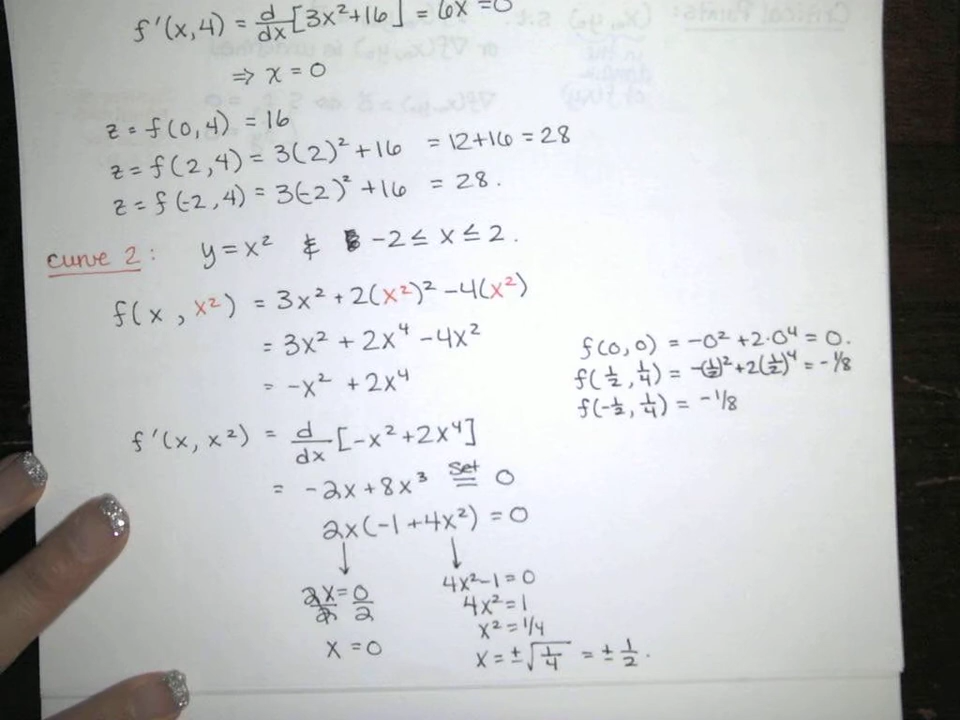 f'(x,4) = d/dx [3x²+16] = 6x = 0
⇒ x = 0
z = f(0,4) = 16
z = f(2,4) = 3(2)² + 16 = 12+16 = 28
z = f(-2,4) = 3(-2)² + 16 = 28.
Curve 2: y = x² & -2 ≤ x ≤ 2.
f(x, x²) = 3x² + 2(x²)² - 4(x²)
= 3x² + 2x⁴ - 4x²
= -x² + 2x⁴
f(0,0) = -0² + 2·0⁴ = 0.
f(1/2, 1/4) = -(1/2)² + 2(1/2)⁴ = -1/8
f(-1/2, 1/4) = -1/8
f'(x, x²) = d/dx [-x² + 2x⁴]
= -2x + 8x³ set = 0
2x(-1 + 4x²) = 0
↓ ↓
2x/2 = 0/2
x = 0
4x² - 1 = 0
4x² = 1
x² = 1/4
x = ±√(1/4) = ± 1/2.